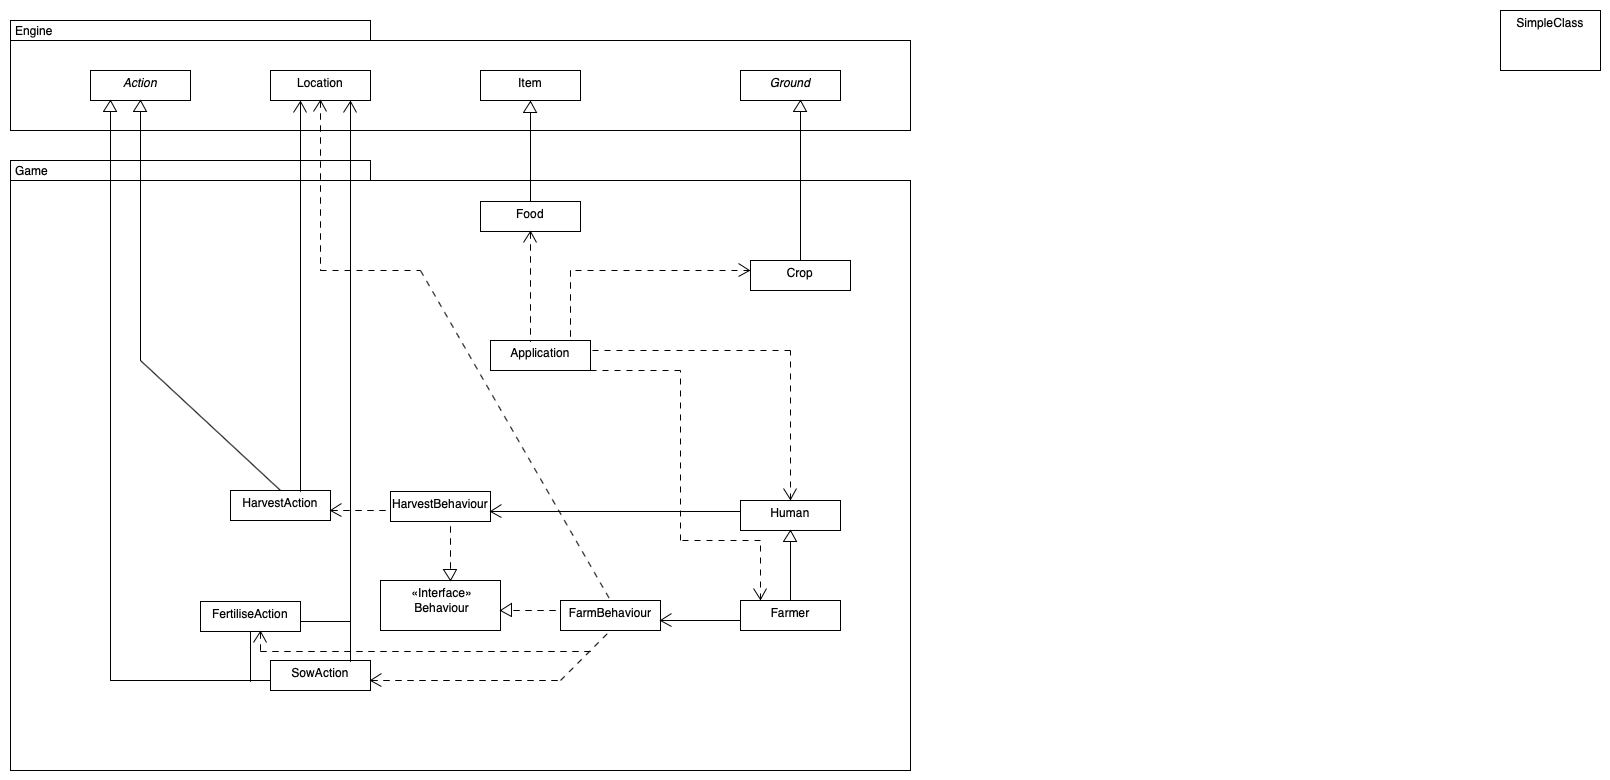 Engine
SimpleClass
Action
Location
Item
Ground
Game
Food
Crop
Application
HarvestAction
HarvestBehaviour
Human
«Interface»
Behaviour
FertiliseAction
FarmBehaviour
Farmer
SowAction